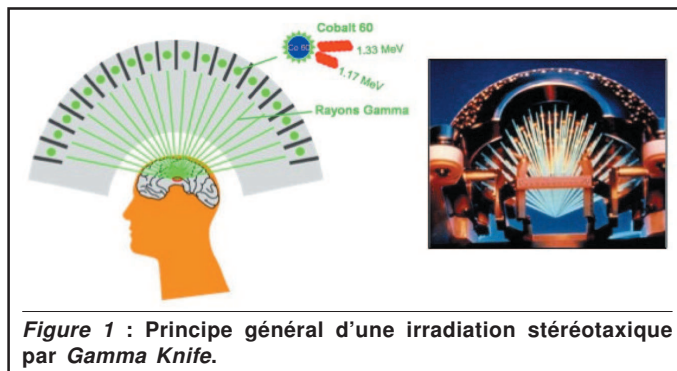 Cobalt 60
Co 60
1.33 MeV
1.17 MeV
Rayons Gamma
Figure 1 : Principe général d'une irradiation stéréotaxique
par Gamma Knife.